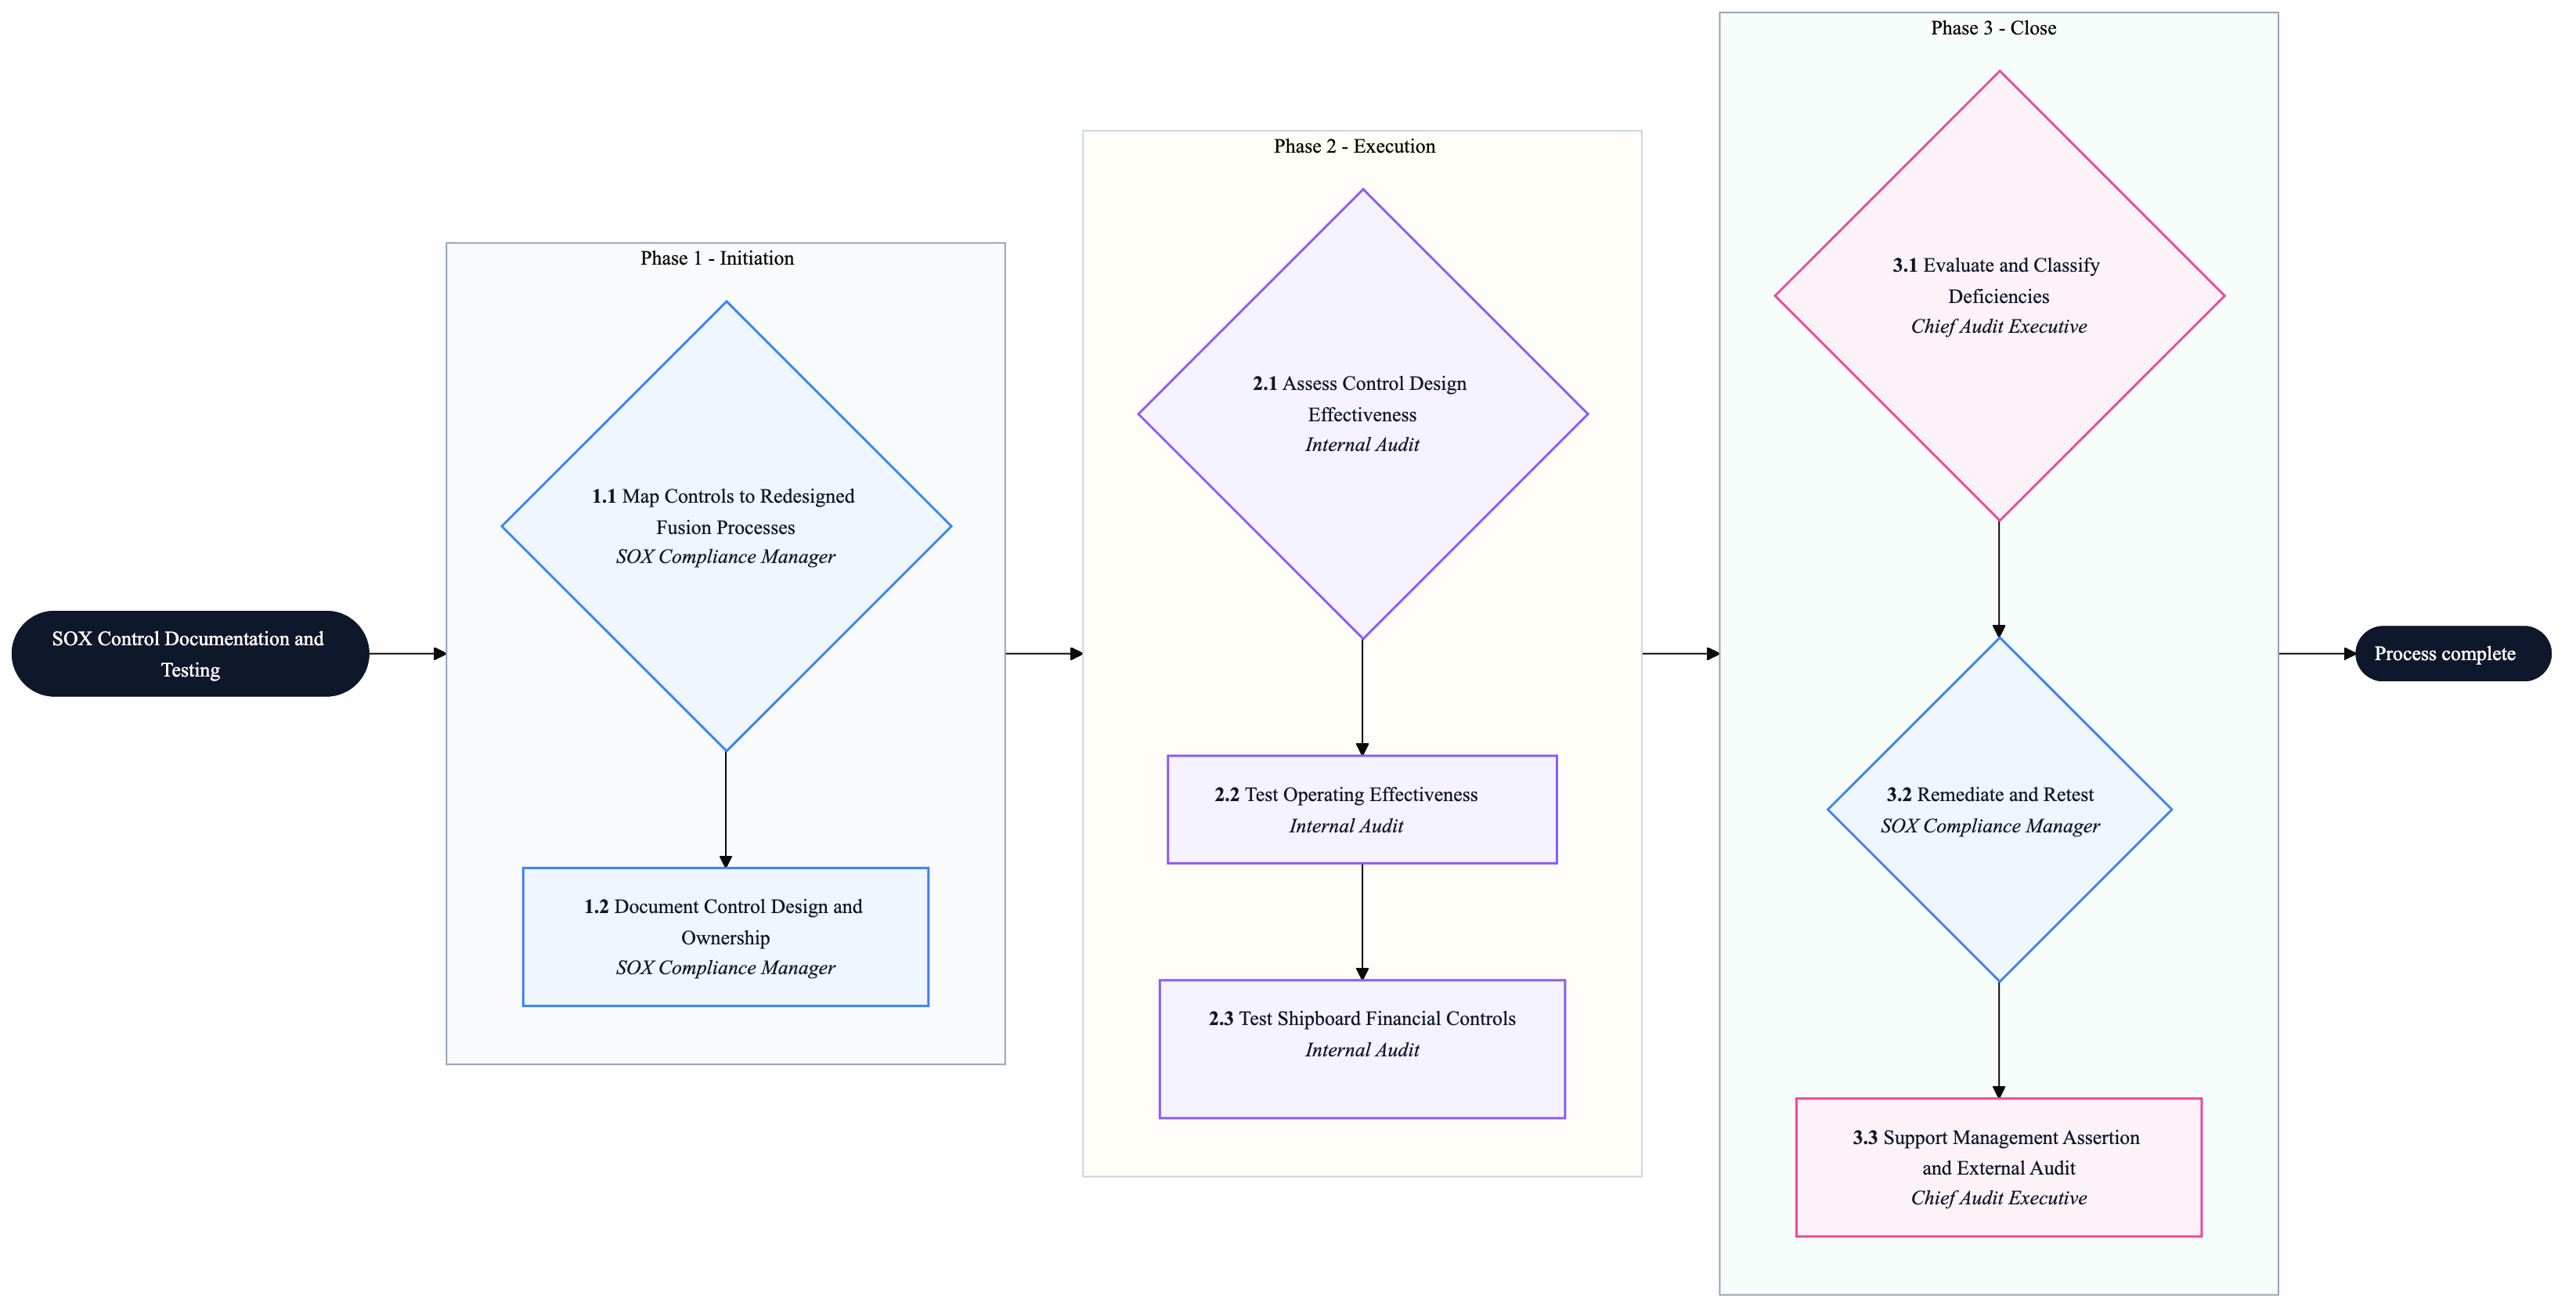 SOX Control Documentation and
Testing
Phase 1 - Initiation
1.1 Map Controls to Redesigned
Fusion Processes
SOX Compliance Manager
1.2 Document Control Design and
Ownership
SOX Compliance Manager
Phase 2 - Execution
2.1 Assess Control Design
Effectiveness
Internal Audit
2.2 Test Operating Effectiveness
Internal Audit
2.3 Test Shipboard Financial Controls
Internal Audit
Phase 3 - Close
3.1 Evaluate and Classify
Deficiencies
Chief Audit Executive
3.2 Remediate and Retest
SOX Compliance Manager
3.3 Support Management Assertion
and External Audit
Chief Audit Executive
Process complete